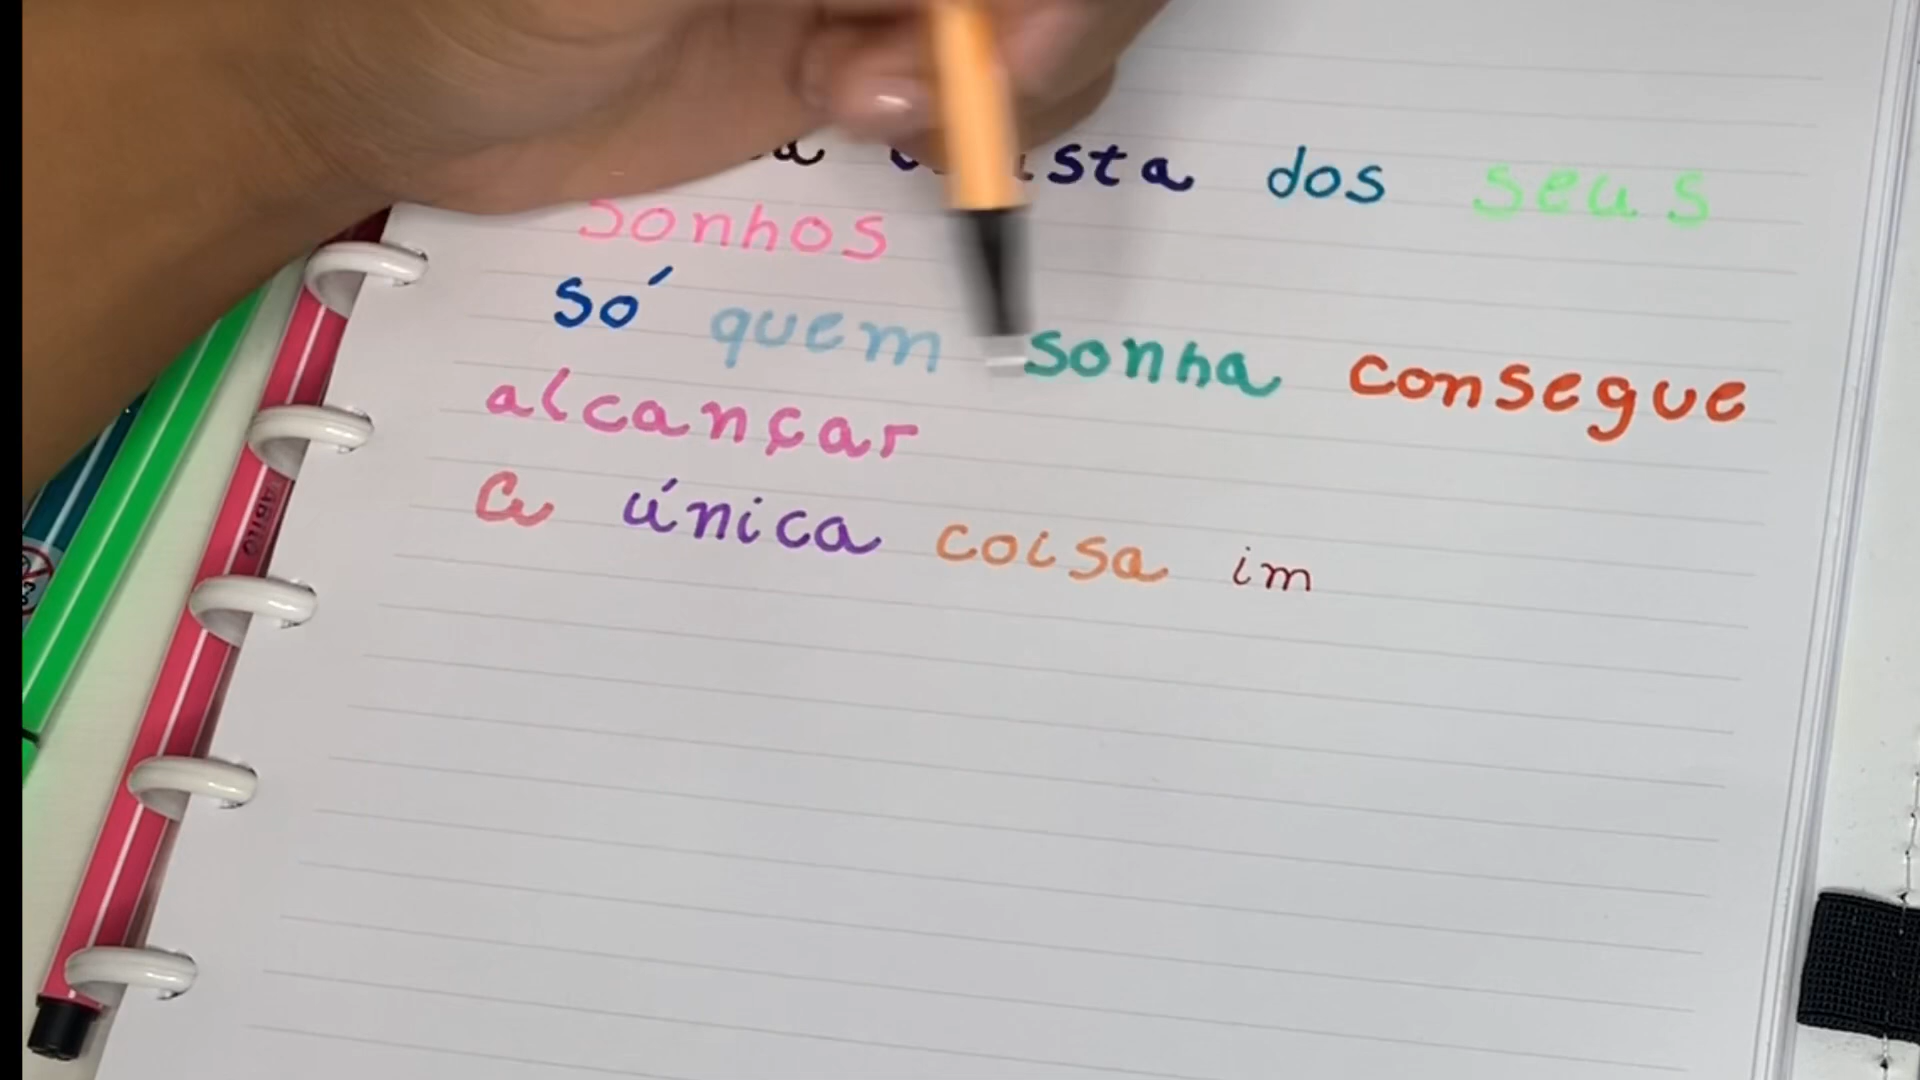 dos seus
sonhos
só quem sonha consegue
alcançar
a única coisa im